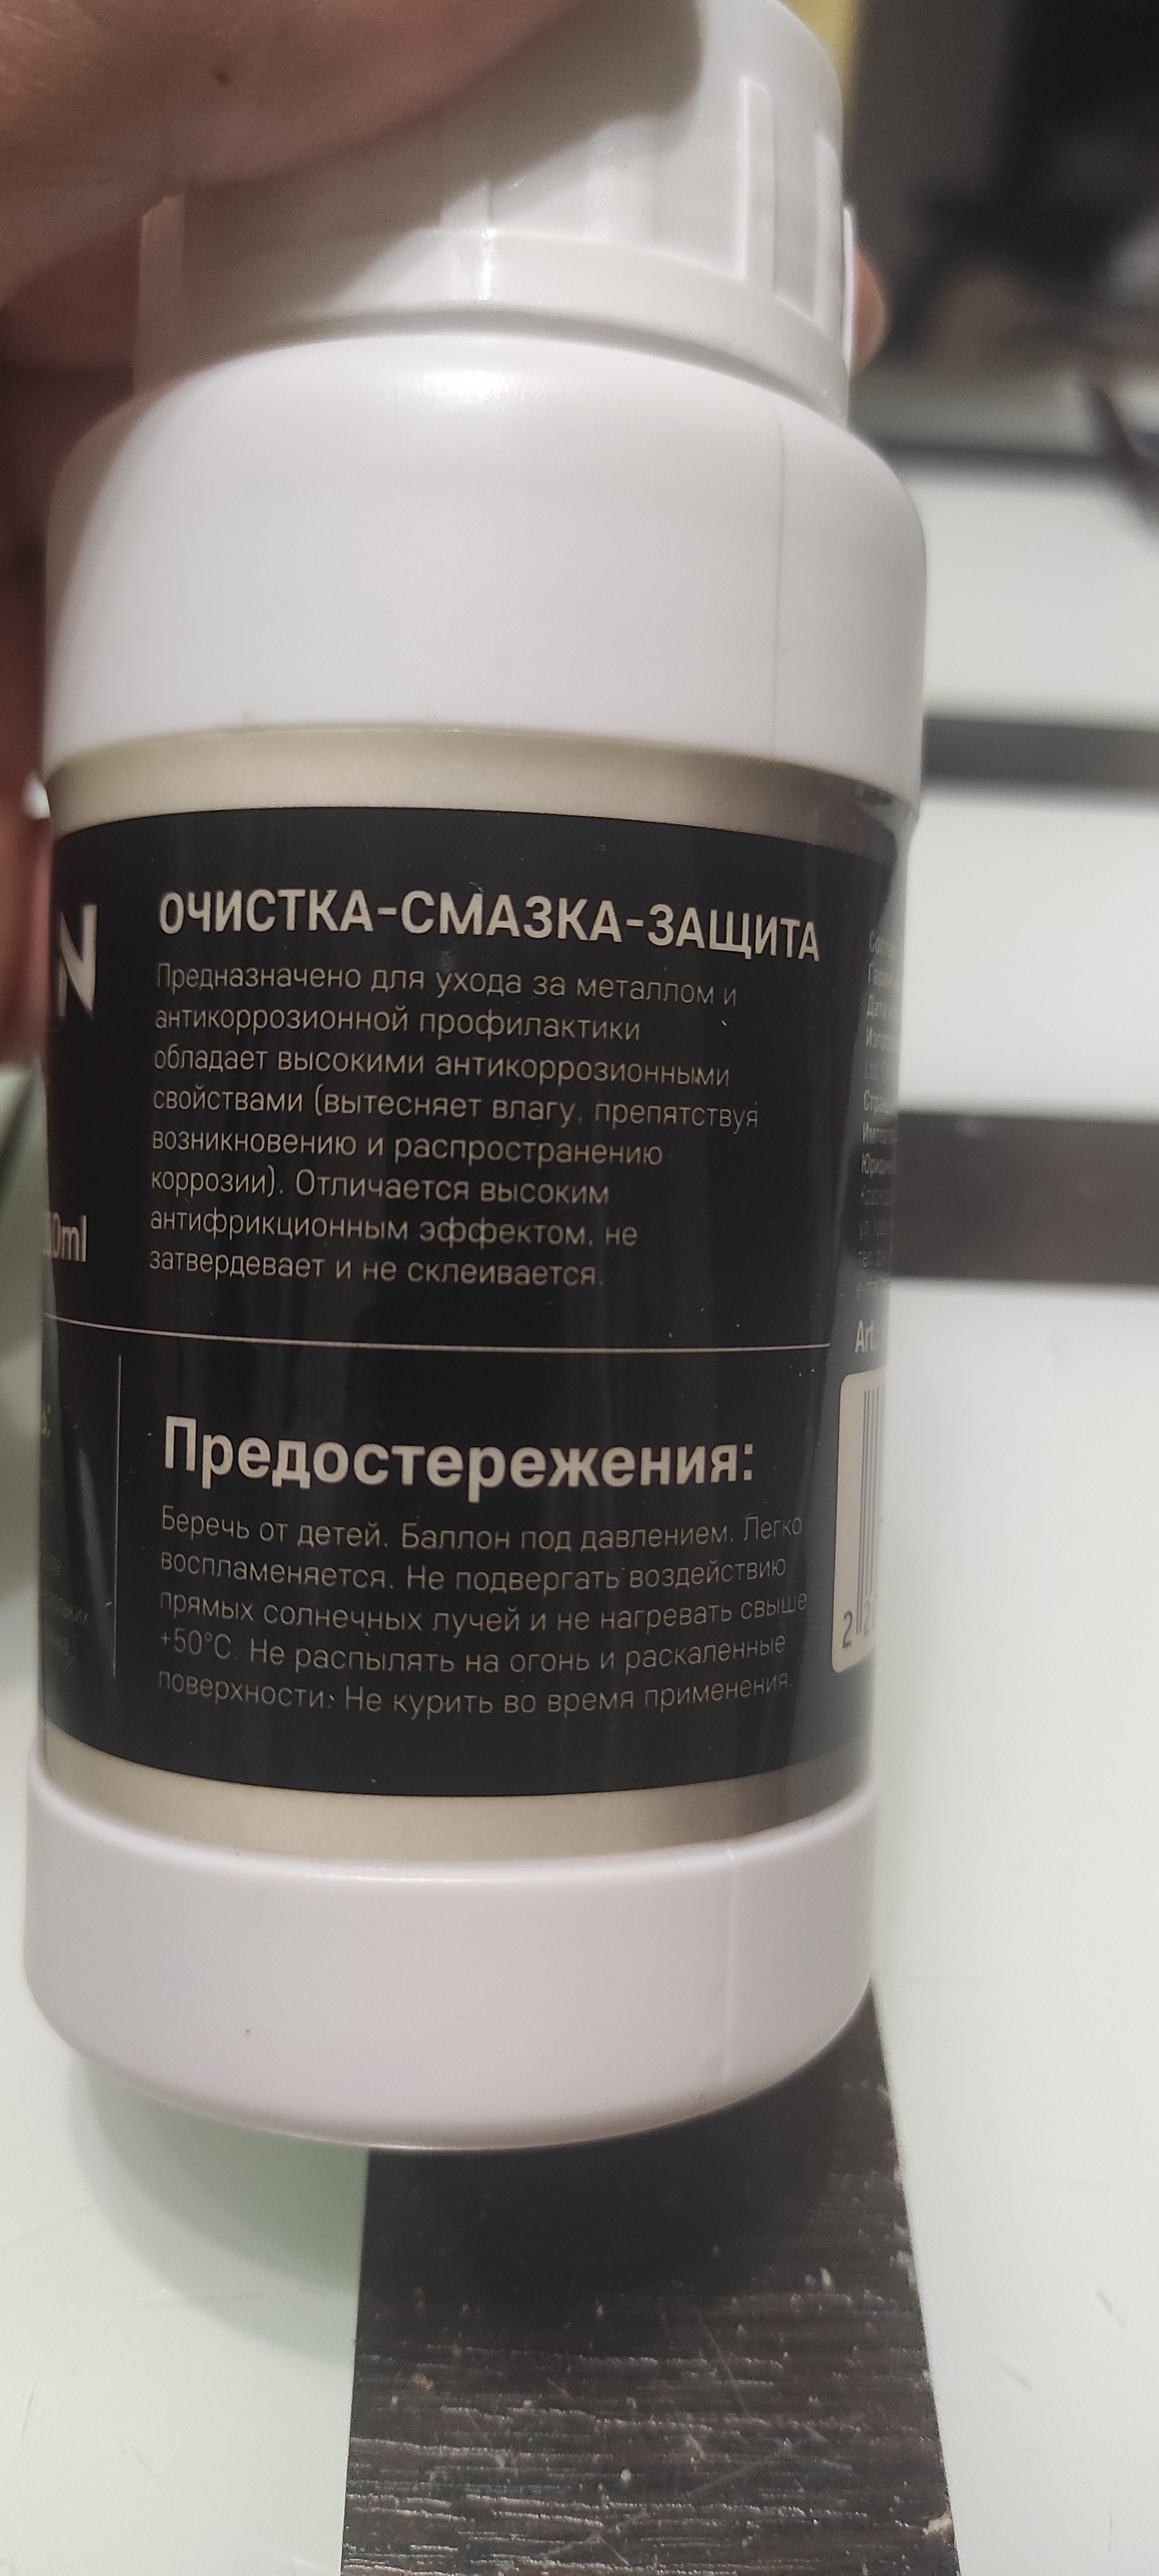 N
ОЧИСТКА-СМАЗКА-ЗАЩИТА
Предназначено для ухода за металлом и
антикоррозионной профилактики
обладает высокими антикоррозионными
свойствами (вытесняет влагу, препятствуя
возникновению и распространению
коррозии). Отличается высоким
антифрикционным эффектом, не
затвердевает и не склеивается.
0ml
Предостережения:
Беречь от детей. Баллон под давлением. Легко
воспламеняется. Не подвергать воздействию
прямых солнечных лучей и не нагревать свыше
+50°C. Не распылять на огонь и раскаленные
поверхности. Не курить во время применения.
Art.
2